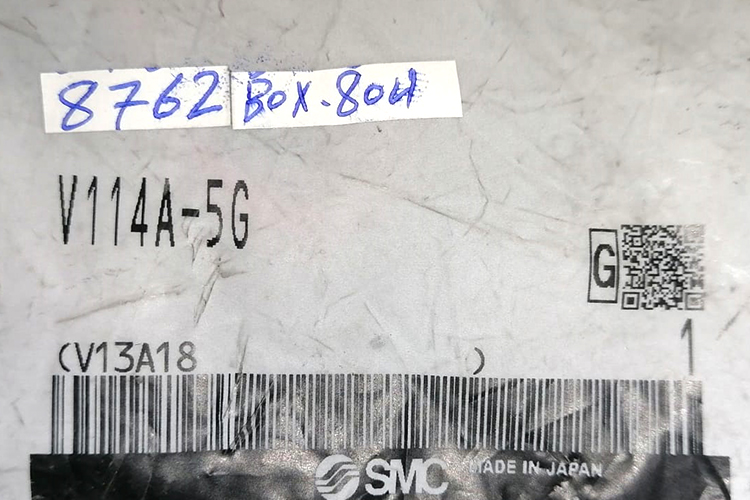 8762 Box.804
V114A-5G
G
1
(V13A18 )
SMC MADE IN JAPAN